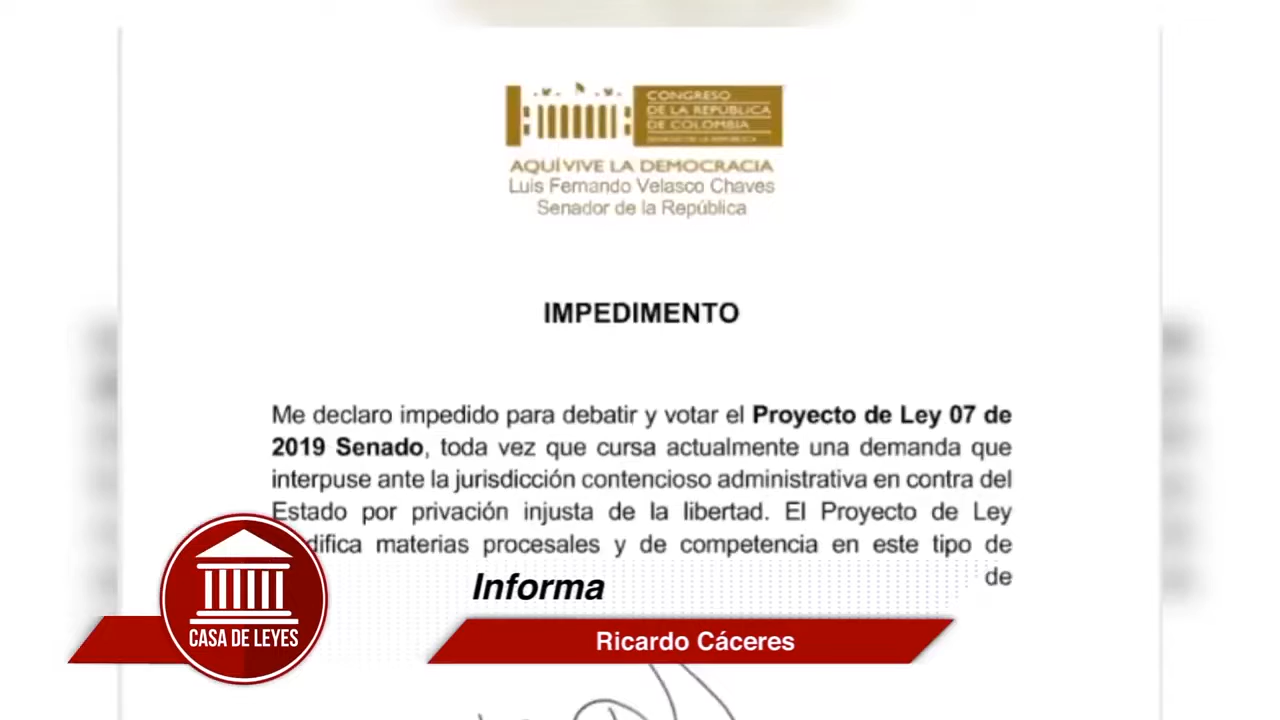 CONGRESO
DE LA REPÚBLICA
DE COLOMBIA
AQUÍ VIVE LA DEMOCRACIA
Luis Fernando Velasco Chaves
Senador de la República
IMPEDIMENTO
Me declaro impedido para debatir y votar el Proyecto de Ley 07 de
2019 Senado, toda vez que cursa actualmente una demanda que
interpuse ante la jurisdicción contencioso administrativa en contra del
Estado por privación injusta de la libertad. El Proyecto de Ley
materias procesales y de competencia en este tipo de
de
Informa
Ricardo Cáceres
CASA DE LEYES